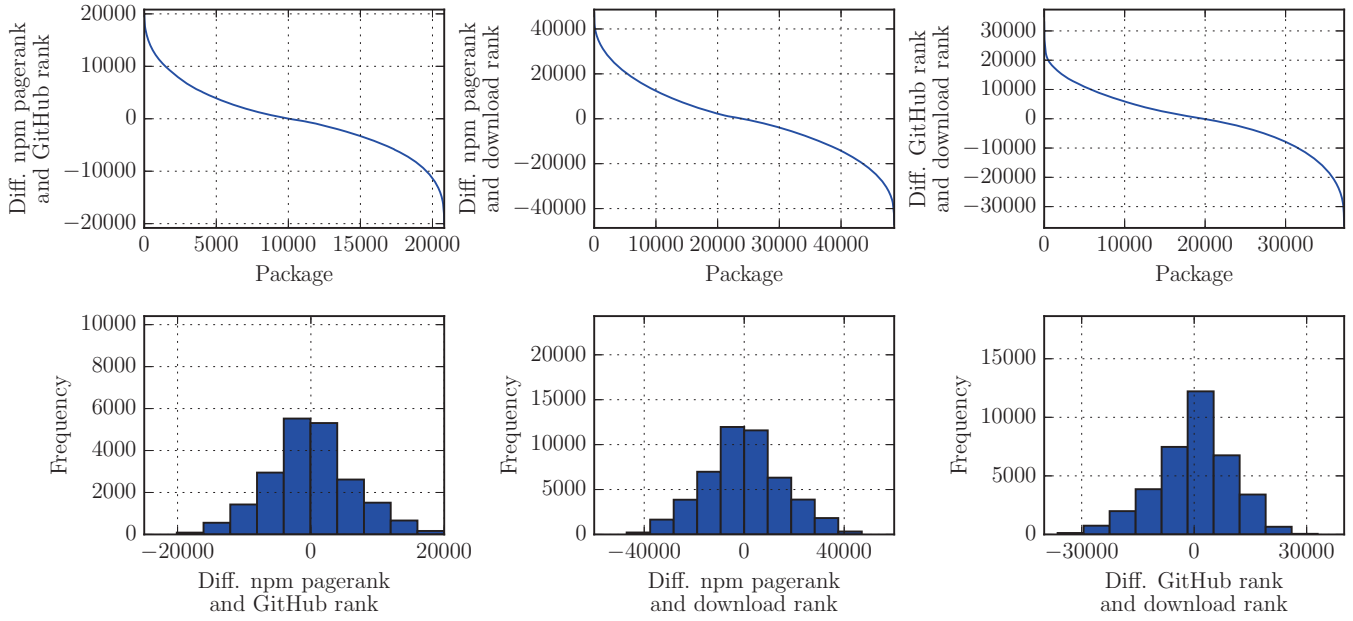 Diff. npm pagerank
and GitHub rank
20000
10000
0
−10000
−20000
0 5000 10000 15000 20000
Package
Diff. npm pagerank
and download rank
40000
20000
0
−20000
−40000
0 10000 20000 30000 40000
Package
Diff. GitHub rank
and download rank
30000
20000
10000
0
−10000
−20000
−30000
0 10000 20000 30000
Package
Frequency
10000
8000
6000
4000
2000
0
−20000 0 20000
Diff. npm pagerank
and GitHub rank
Frequency
20000
15000
10000
5000
0
−40000 0 40000
Diff. npm pagerank
and download rank
Frequency
15000
10000
5000
0
−30000 0 30000
Diff. GitHub rank
and download rank